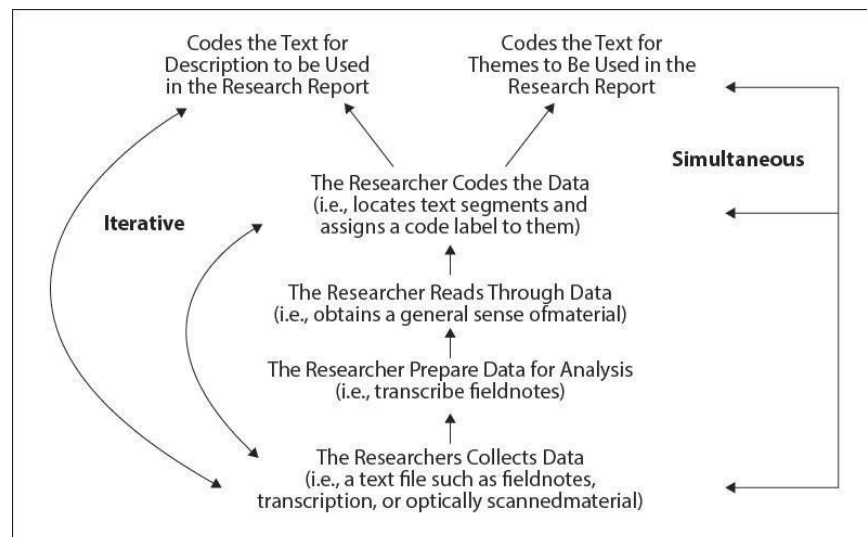 Codes the Text for
Description to be Used
in the Research Report
Codes the Text for
Themes to Be Used in the
Research Report
Simultaneous
The Researcher Codes the Data
(i.e., locates text segments and
assigns a code label to them)
Iterative
The Researcher Reads Through Data
(i.e., obtains a general sense ofmaterial)
The Researcher Prepare Data for Analysis
(i.e., transcribe fieldnotes)
The Researchers Collects Data
(i.e., a text file such as fieldnotes,
transcription, or optically scannedmaterial)